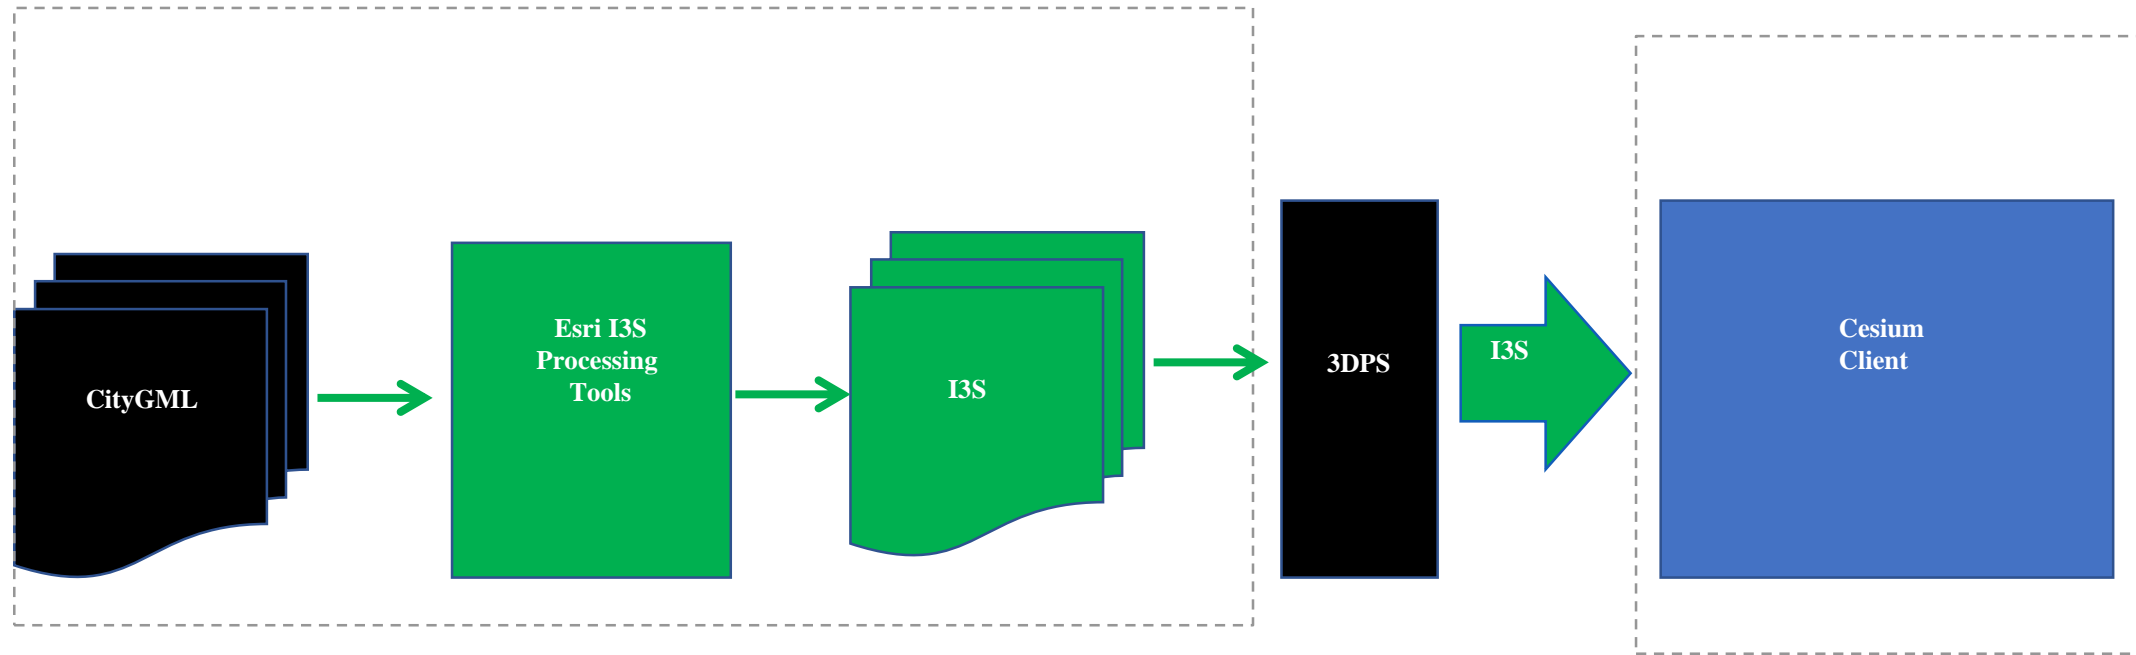 CityGML
Esri I3S
Processing
Tools
I3S
3DPS
I3S
Cesium
Client